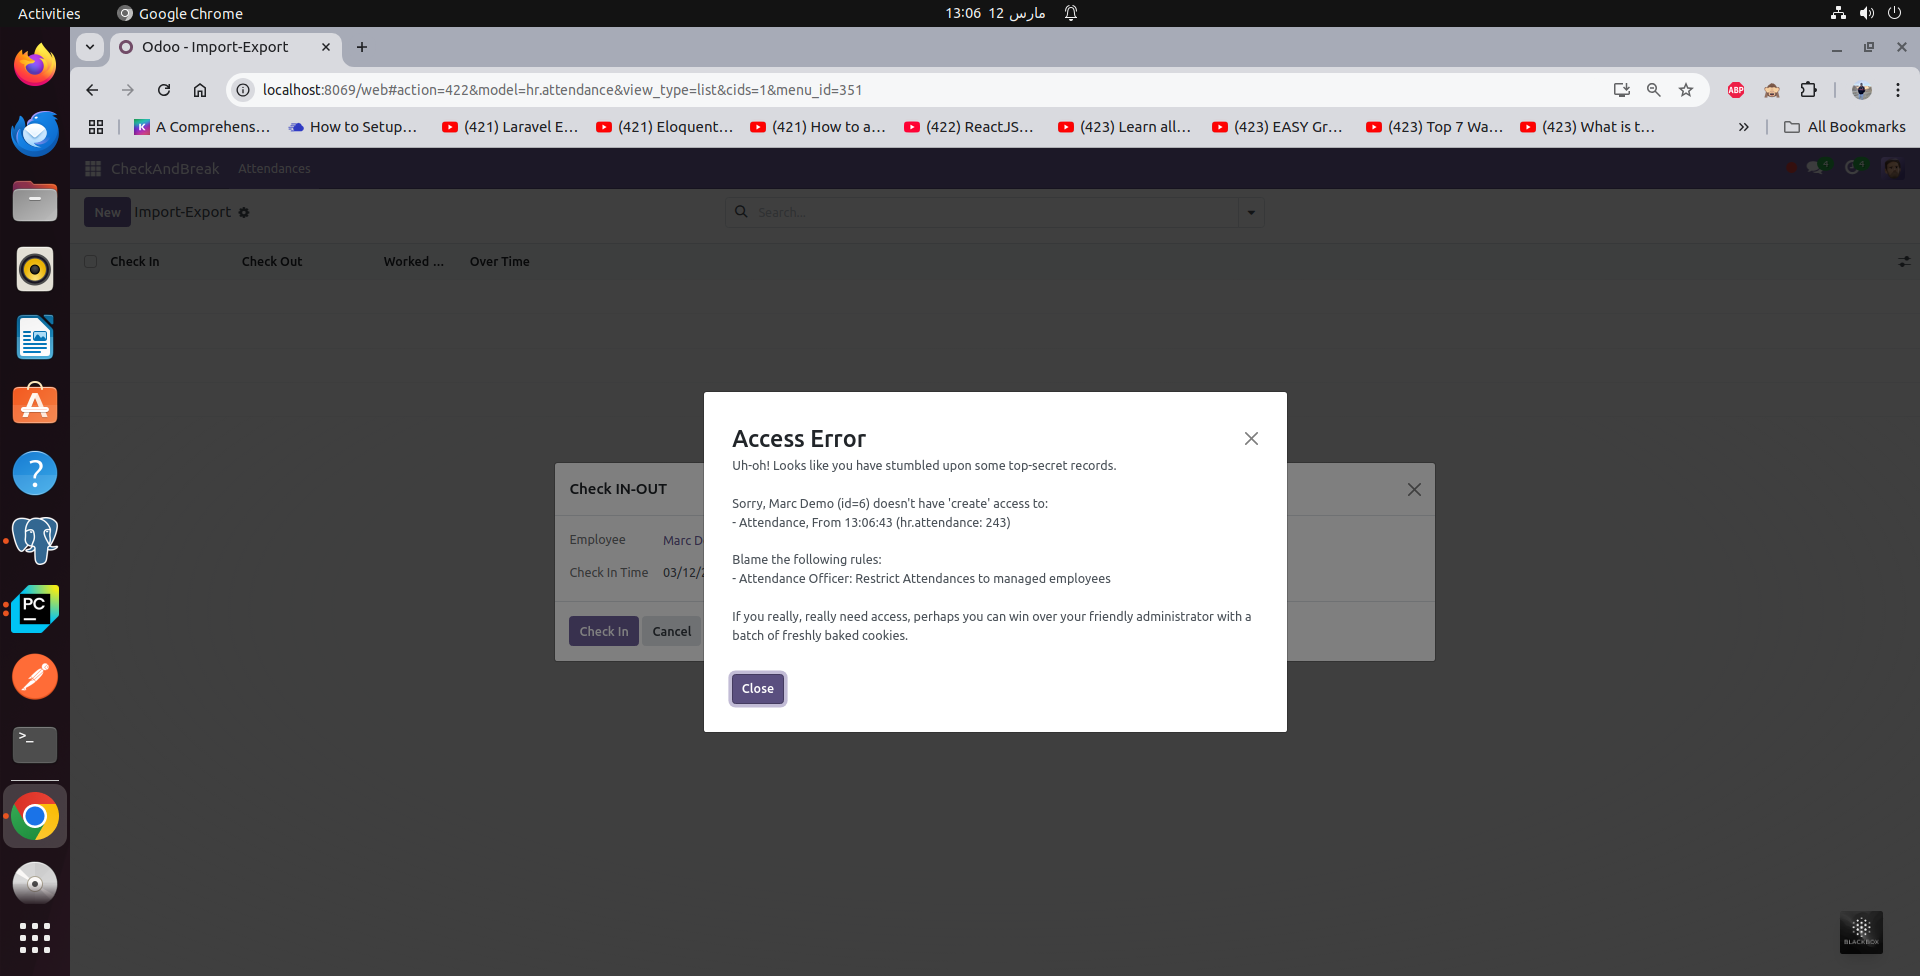 Activities
Google Chrome
13:06 12 مارس
Odoo - Import-Export
localhost:8069/web#action=422&model=hr.attendance&view_type=list&cids=1&menu_id=351
ABP
K A Comprehens...
How to Setup...
(421) Laravel E...
(421) Eloquent...
(421) How to a...
(422) ReactJS...
(423) Learn all...
(423) EASY Gr...
(423) Top 7 Wa...
(423) What is t...
All Bookmarks
CheckAndBreak
Attendances
4
4
New
Import-Export
Search...
Check In
Check Out
Worked ...
Over Time
Check IN-OUT
Employee
Marc D
Check In Time
03/12/2
Check In
Cancel
Access Error
Uh-oh! Looks like you have stumbled upon some top-secret records.
Sorry, Marc Demo (id=6) doesn't have 'create' access to:
- Attendance, From 13:06:43 (hr.attendance: 243)
Blame the following rules:
- Attendance Officer: Restrict Attendances to managed employees
If you really, really need access, perhaps you can win over your friendly administrator with a
batch of freshly baked cookies.
Close
PC
>_
BLACKBOX